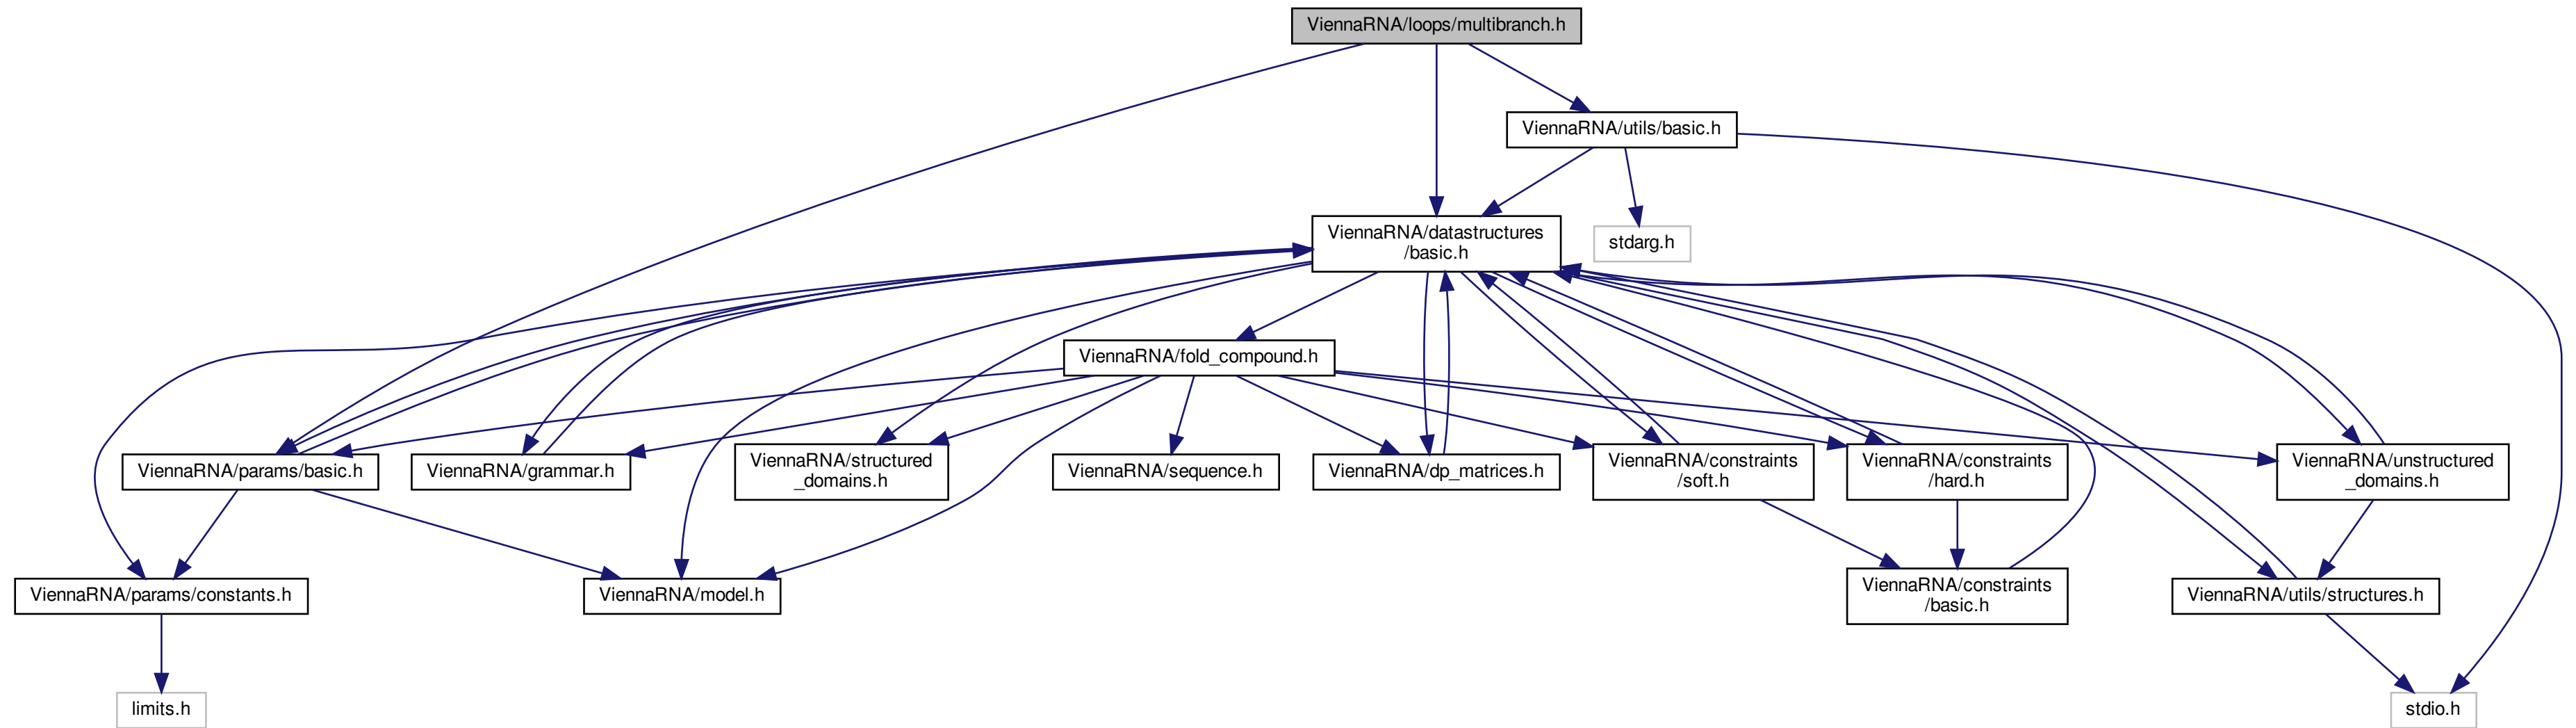 ViennaRNA/loops/multibranch.h
ViennaRNA/utils/basic.h
ViennaRNA/datastructures
/basic.h
stdarg.h
ViennaRNA/fold_compound.h
ViennaRNA/params/basic.h
ViennaRNA/grammar.h
ViennaRNA/structured
_domains.h
ViennaRNA/sequence.h
ViennaRNA/dp_matrices.h
ViennaRNA/constraints
/soft.h
ViennaRNA/constraints
/hard.h
ViennaRNA/unstructured
_domains.h
ViennaRNA/params/constants.h
ViennaRNA/model.h
ViennaRNA/constraints
/basic.h
ViennaRNA/utils/structures.h
limits.h
stdio.h